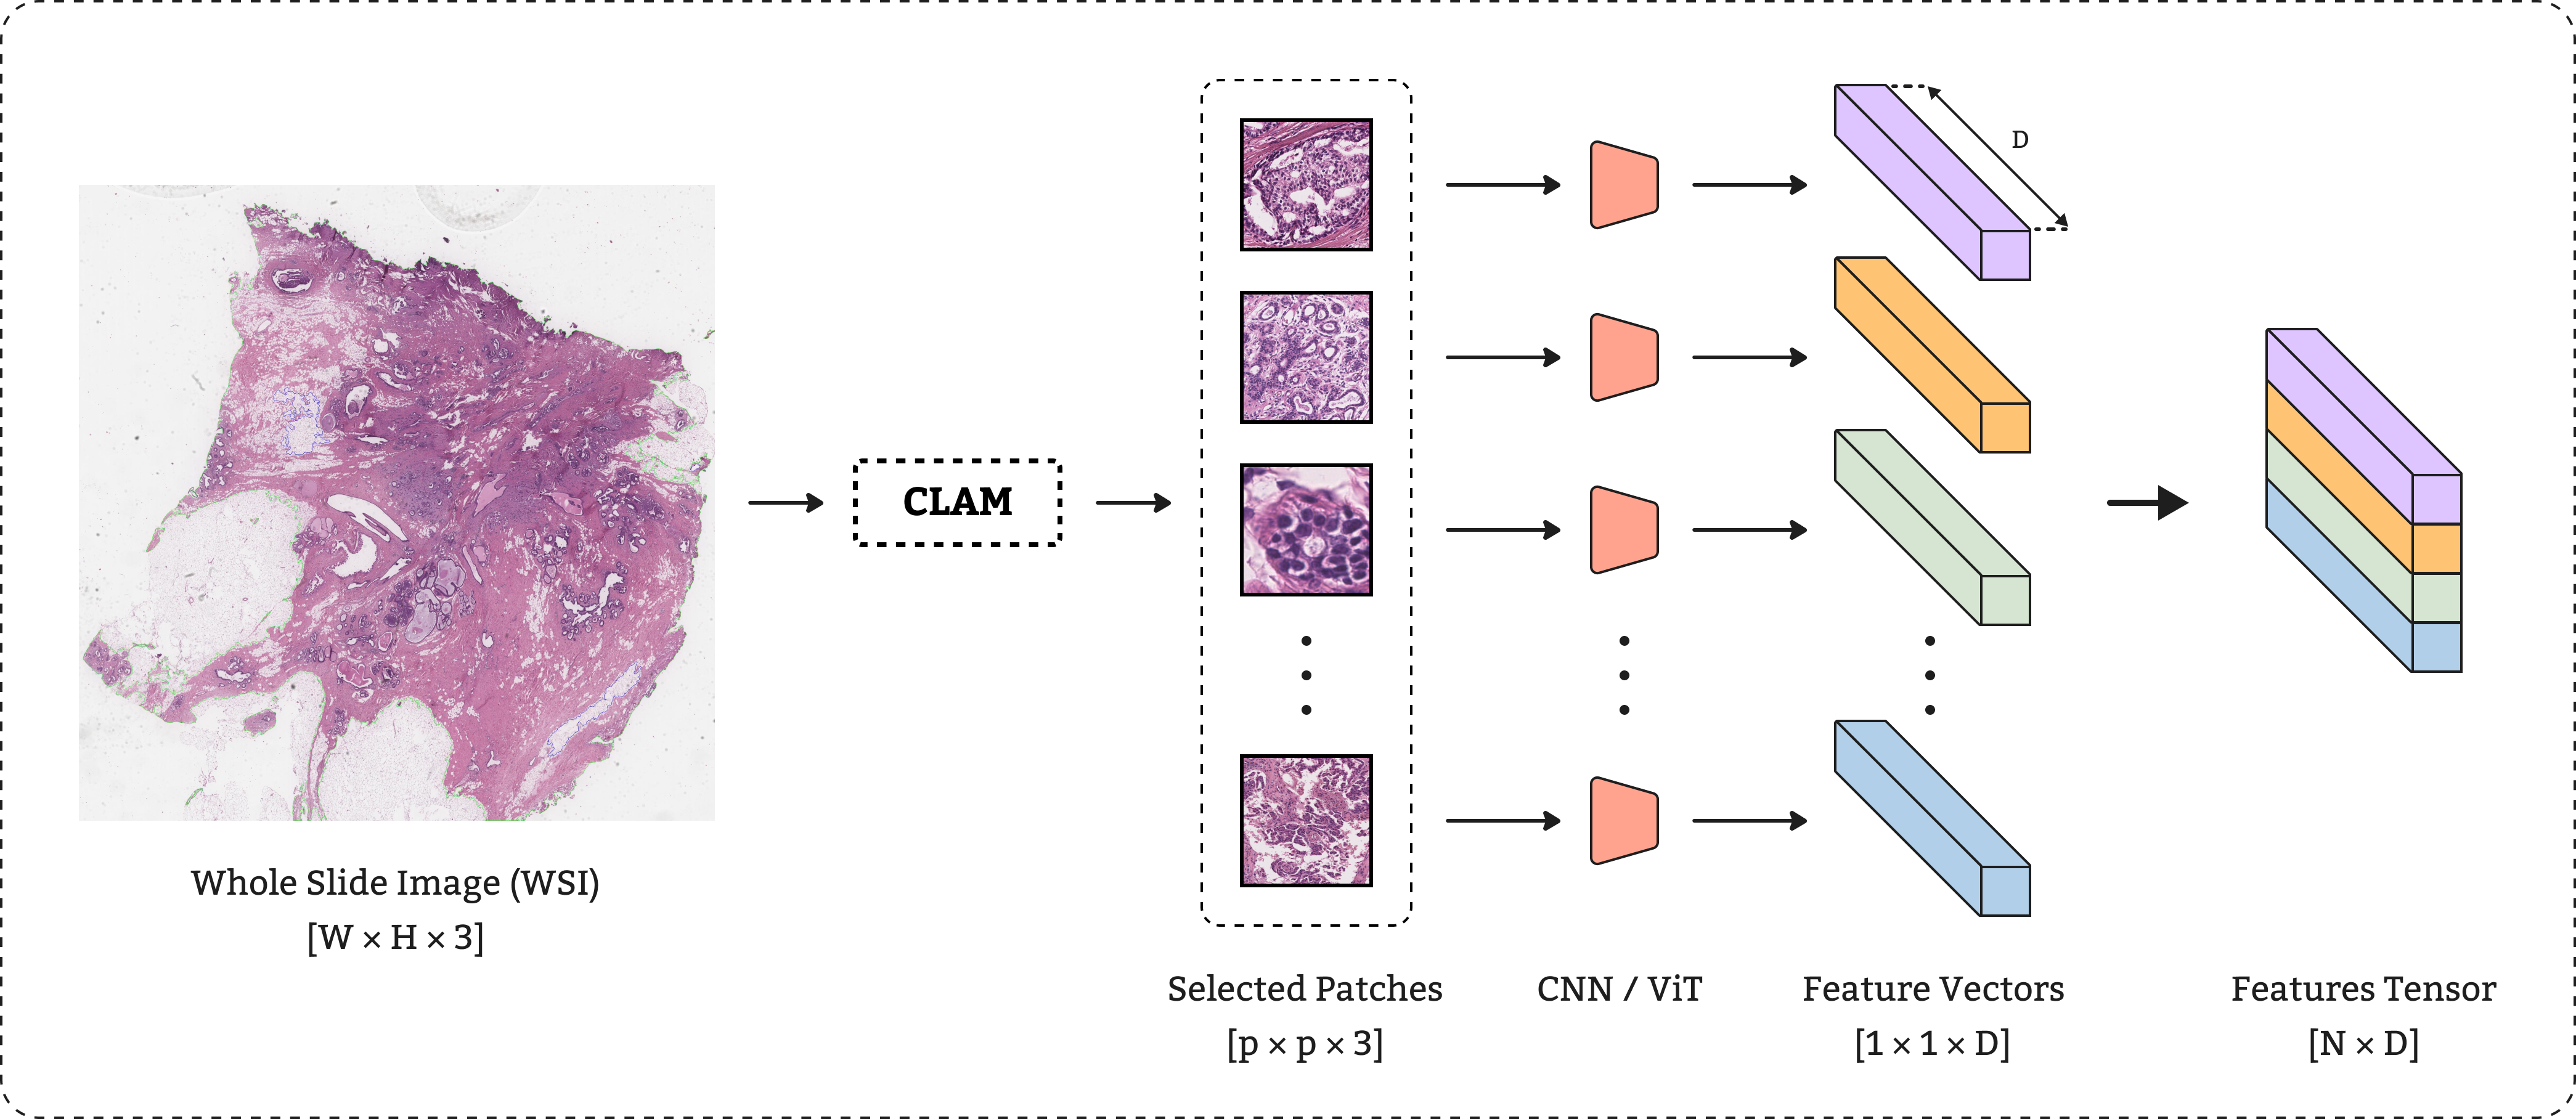 D
CLAM
Whole Slide Image (WSI)
[W × H × 3]
Selected Patches
[p × p × 3]
CNN / ViT
Feature Vectors
[1 × 1 × D]
Features Tensor
[N × D]